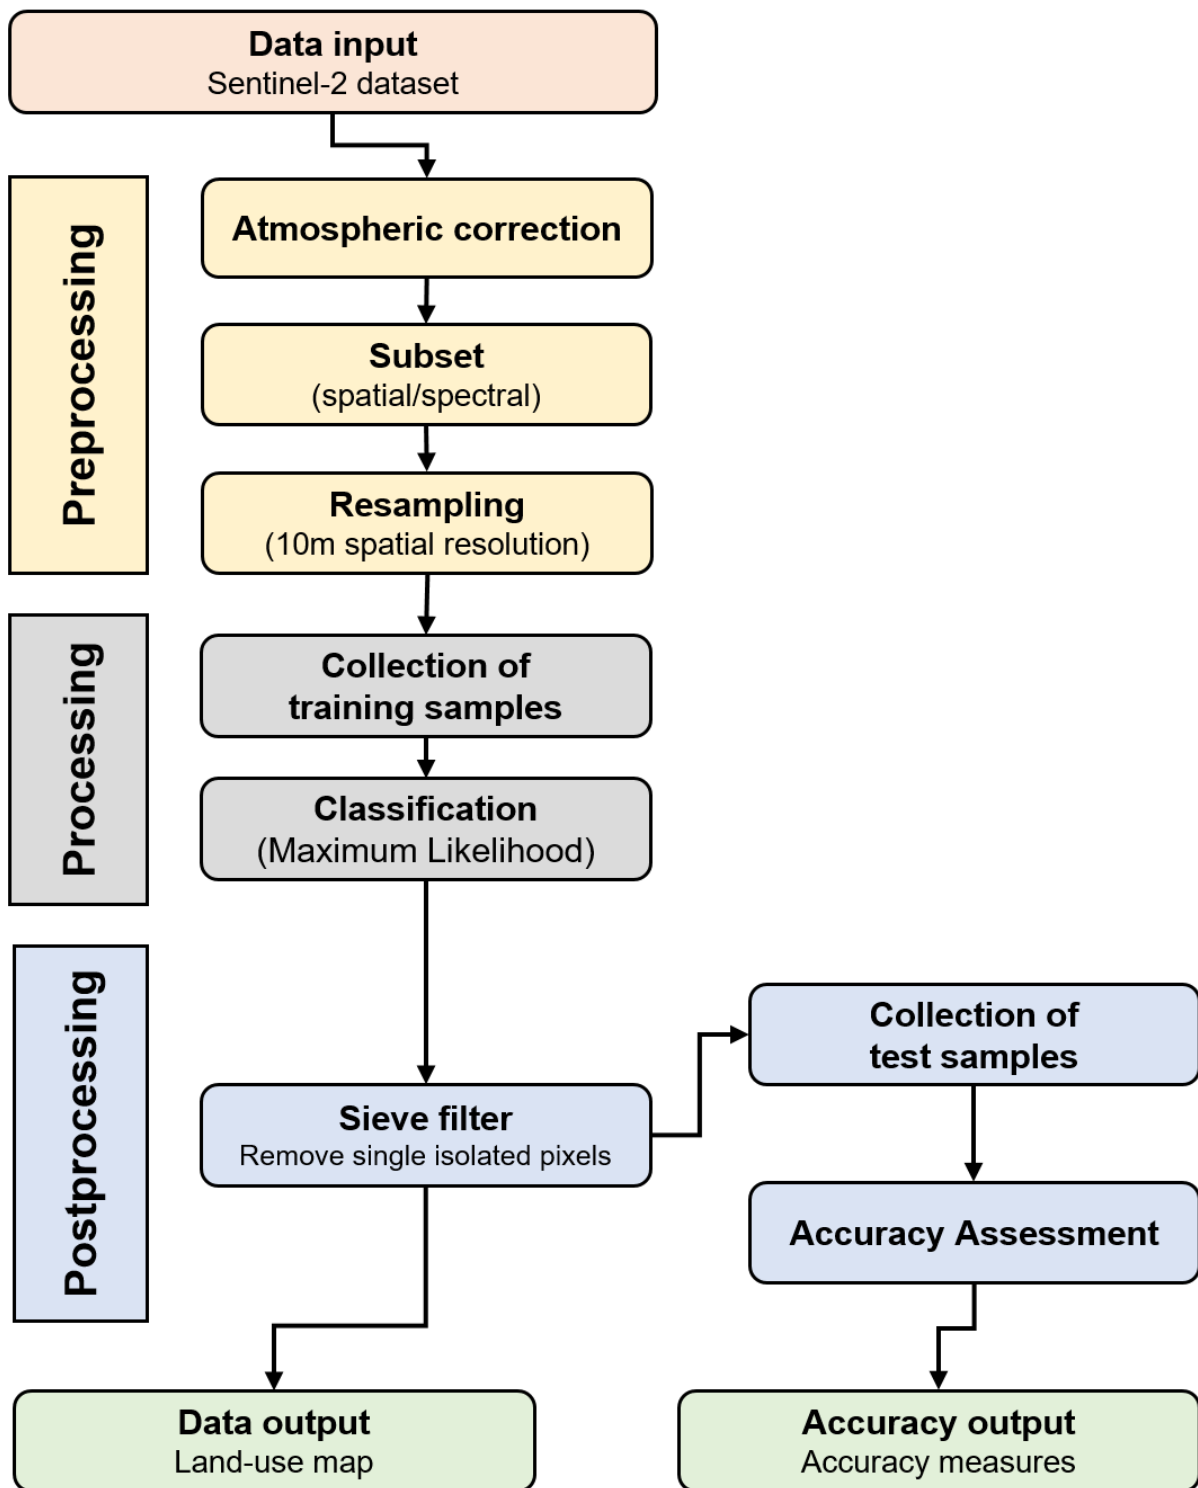 Data input
Sentinel-2 dataset
Preprocessing
Atmospheric correction
Subset
(spatial/spectral)
Resampling
(10m spatial resolution)
Processing
Collection of
training samples
Classification
(Maximum Likelihood)
Postprocessing
Sieve filter
Remove single isolated pixels
Collection of
test samples
Accuracy Assessment
Data output
Land-use map
Accuracy output
Accuracy measures